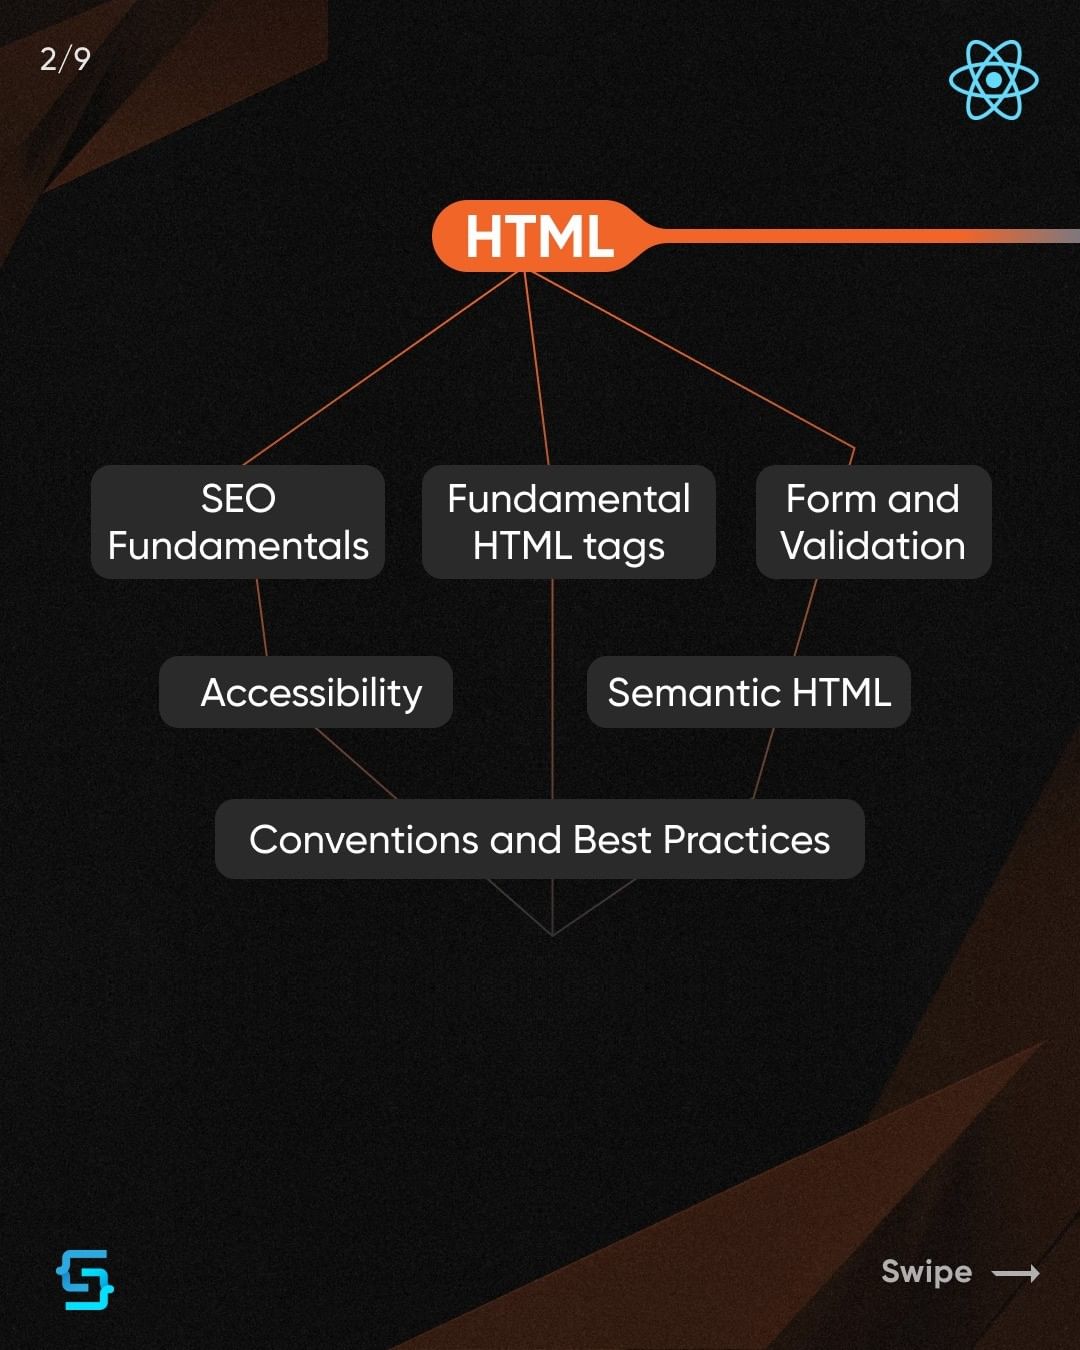 2/9
HTML
SEO
Fundamentals
Fundamental
HTML tags
Form and
Validation
Accessibility
Semantic HTML
Conventions and Best Practices
Swipe